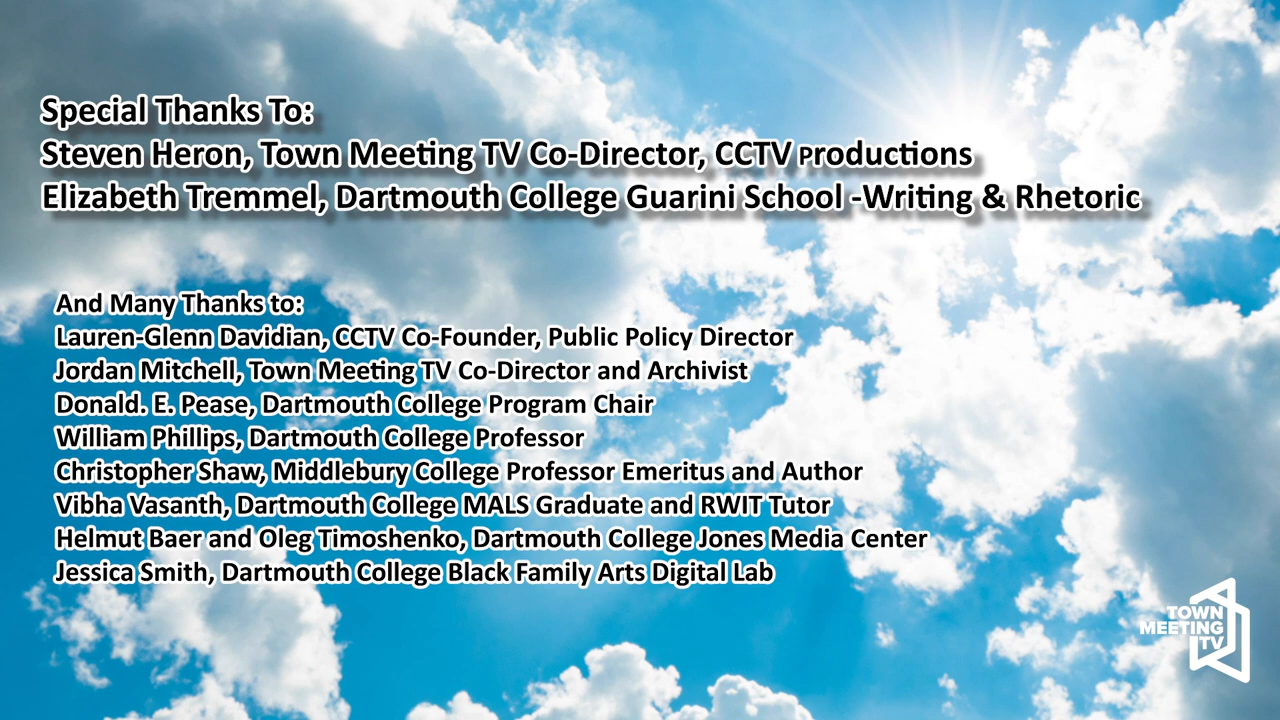 Special Thanks To:
Steven Heron, Town Meeting TV Co-Director, CCTV Productions
Elizabeth Tremmel, Dartmouth College Guarini School -Writing & Rhetoric
And Many Thanks to:
Lauren-Glenn Davidian, CCTV Co-Founder, Public Policy Director
Jordan Mitchell, Town Meeting TV Co-Director and Archivist
Donald. E. Pease, Dartmouth College Program Chair
William Phillips, Dartmouth College Professor
Christopher Shaw, Middlebury College Professor Emeritus and Author
Vibha Vasanth, Dartmouth College MALS Graduate and RWIT Tutor
Helmut Baer and Oleg Timoshenko, Dartmouth College Jones Media Center
Jessica Smith, Dartmouth College Black Family Arts Digital Lab
TOWN
MEETING
TV